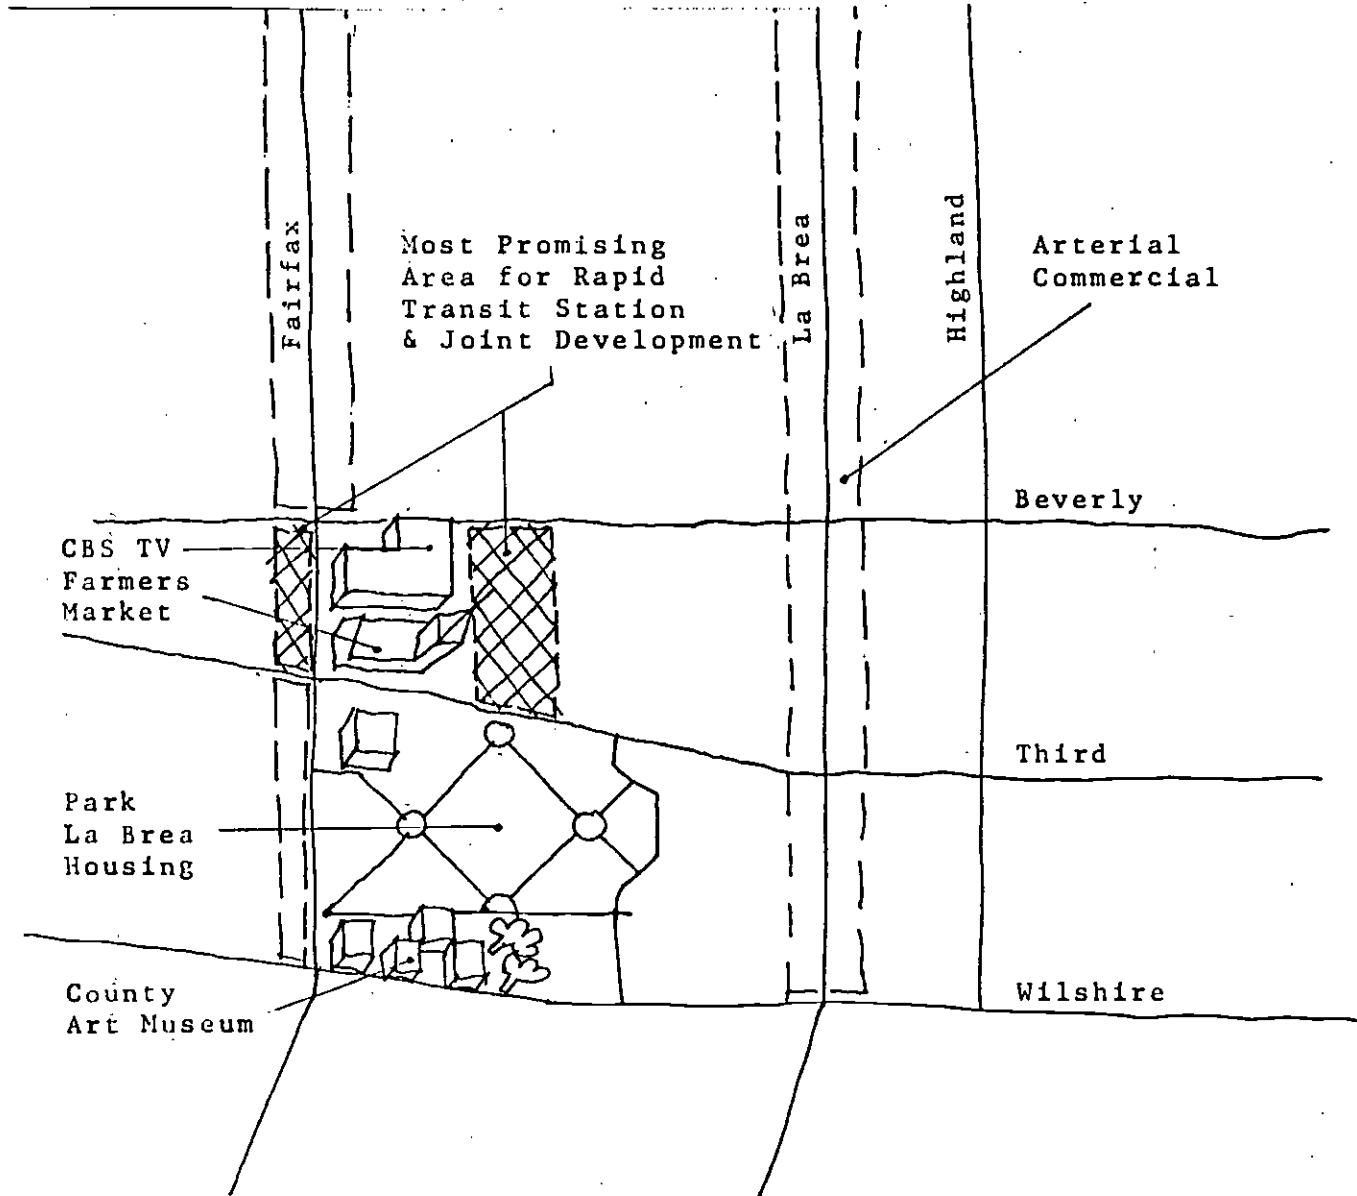 Fairfax
Most Promising
Area for Rapid
Transit Station
& Joint Development
La Brea
Highland
Arterial
Commercial
Beverly
CBS TV
Farmers
Market
Third
Park
La Brea
Housing
County
Art Museum
Wilshire